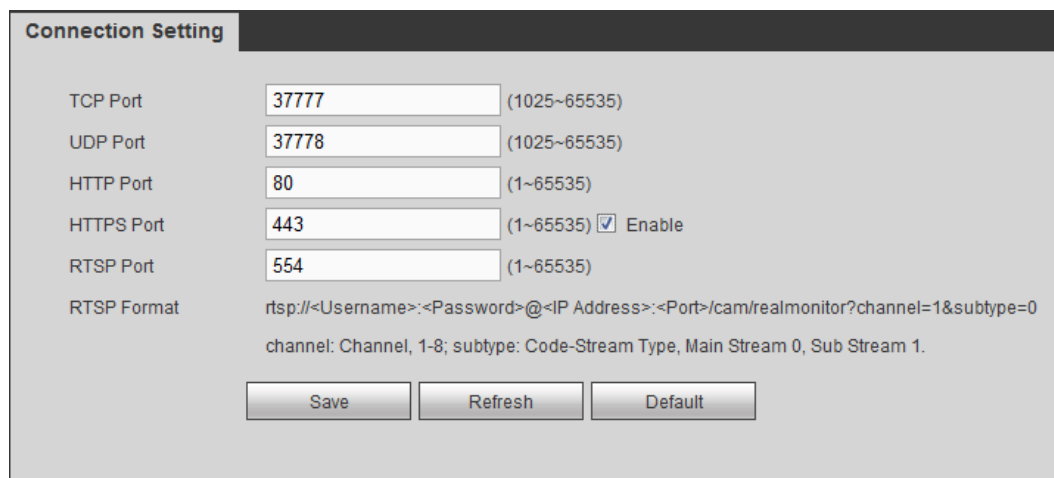 Connection Setting
TCP Port 37777 (1025~65535)
UDP Port 37778 (1025~65535)
HTTP Port 80 (1~65535)
HTTPS Port 443 (1~65535) Enable
RTSP Port 554 (1~65535)
RTSP Format rtsp://<Username>:<Password>@<IP Address>:<Port>/cam/realmonitor?channel=1&subtype=0
channel: Channel, 1-8; subtype: Code-Stream Type, Main Stream 0, Sub Stream 1.
Save Refresh Default